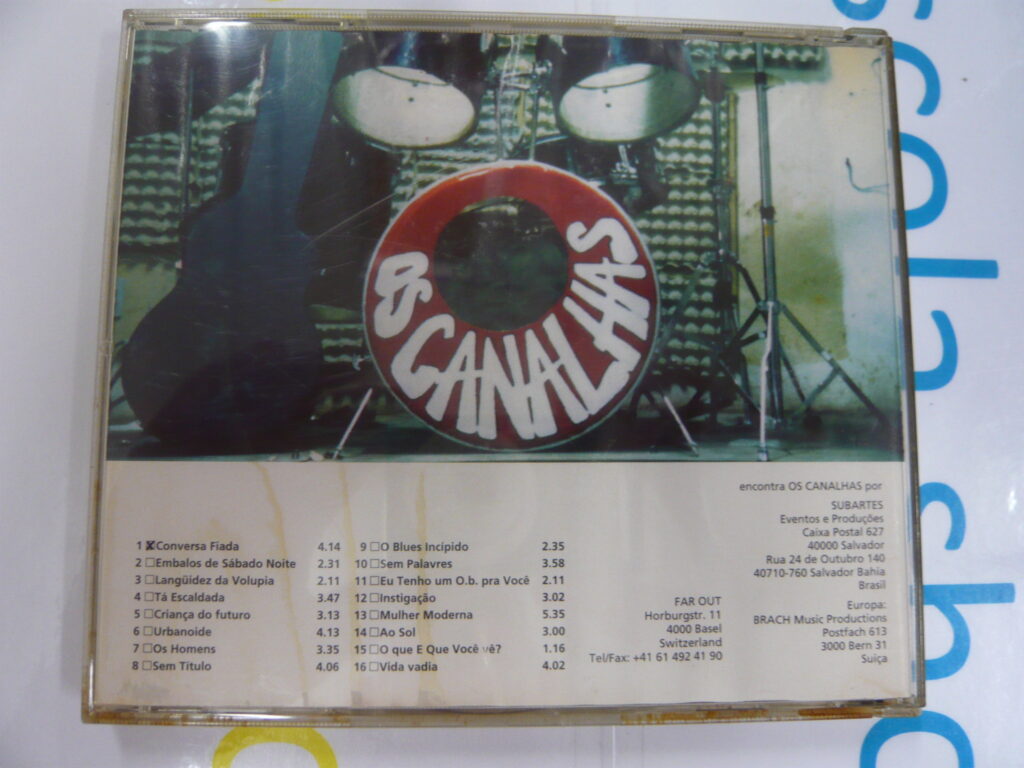 OS CANALHAS
encontra OS CANALHAS por
SUBARTES
Eventos e Produções
Caixa Postal 627
40000 Salvador
Rua 24 de Outubro 140
40710-760 Salvador Bahia
Brasil
Europa:
BRACH Music Productions
Postfach 613
3000 Bern 31
Suiça
1 Conversa Fiada 4.14
2 Embalos de Sábado Noite 2.31
3 Langüidez da Volupia 2.11
4 Tá Escaldada 3.47
5 Criança do futuro 3.13
6 Urbanoide 4.13
7 Os Homens 3.35
8 Sem Titulo 4.06
9 O Blues Incípido 2.35
10 Sem Palavres 3.58
11 Eu Tenho um O.b. pra Você 2.11
12 Instigação 3.02
13 Mulher Moderna 5.35
14 Ao Sol 3.00
15 O que E Que Você vê? 1.16
16 Vida vadia 4.02
FAR OUT
Horburgstr. 11
4000 Basel
Switzerland
Tel/Fax: +41 61 492 41 90